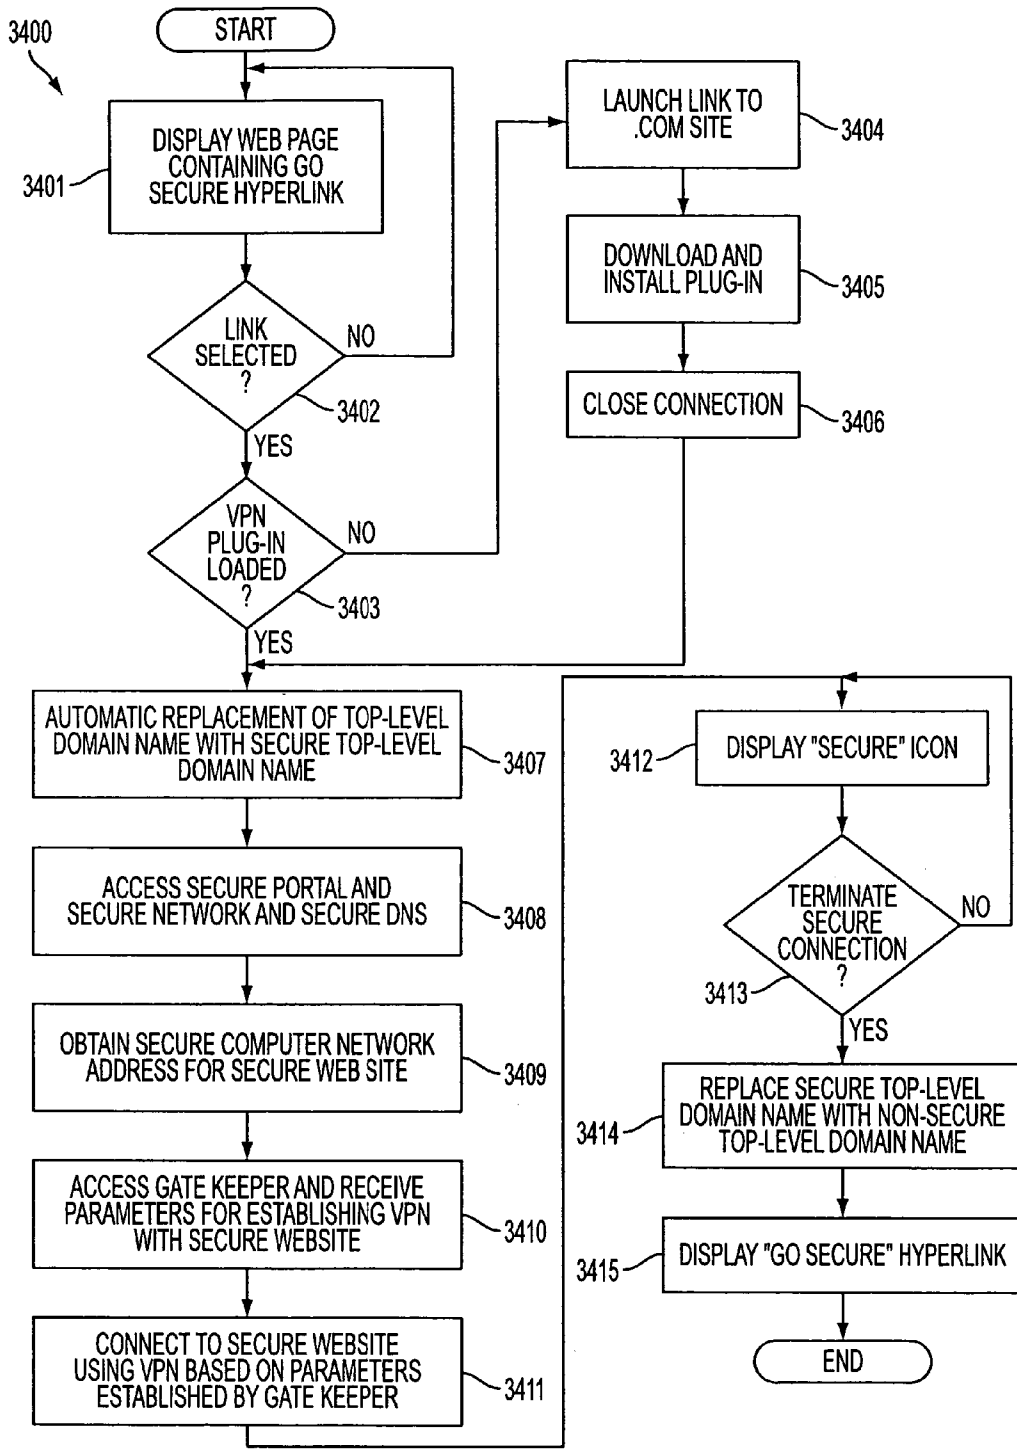 3400
START
DISPLAY WEB PAGE
CONTAINING GO
SECURE HYPERLINK
3401
LINK
SELECTED
?
NO
3402
YES
VPN
PLUG-IN
LOADED
?
NO
3403
YES
LAUNCH LINK TO
.COM SITE
3404
DOWNLOAD AND
INSTALL PLUG-IN
3405
CLOSE CONNECTION
3406
AUTOMATIC REPLACEMENT OF TOP-LEVEL
DOMAIN NAME WITH SECURE TOP-LEVEL
DOMAIN NAME
3407
ACCESS SECURE PORTAL AND
SECURE NETWORK AND SECURE DNS
3408
OBTAIN SECURE COMPUTER NETWORK
ADDRESS FOR SECURE WEB SITE
3409
ACCESS GATE KEEPER AND RECEIVE
PARAMETERS FOR ESTABLISHING VPN
WITH SECURE WEBSITE
3410
CONNECT TO SECURE WEBSITE
USING VPN BASED ON PARAMETERS
ESTABLISHED BY GATE KEEPER
3411
DISPLAY "SECURE" ICON
3412
TERMINATE
SECURE
CONNECTION
?
NO
3413
YES
REPLACE SECURE TOP-LEVEL
DOMAIN NAME WITH NON-SECURE
TOP-LEVEL DOMAIN NAME
3414
DISPLAY "GO SECURE" HYPERLINK
3415
END